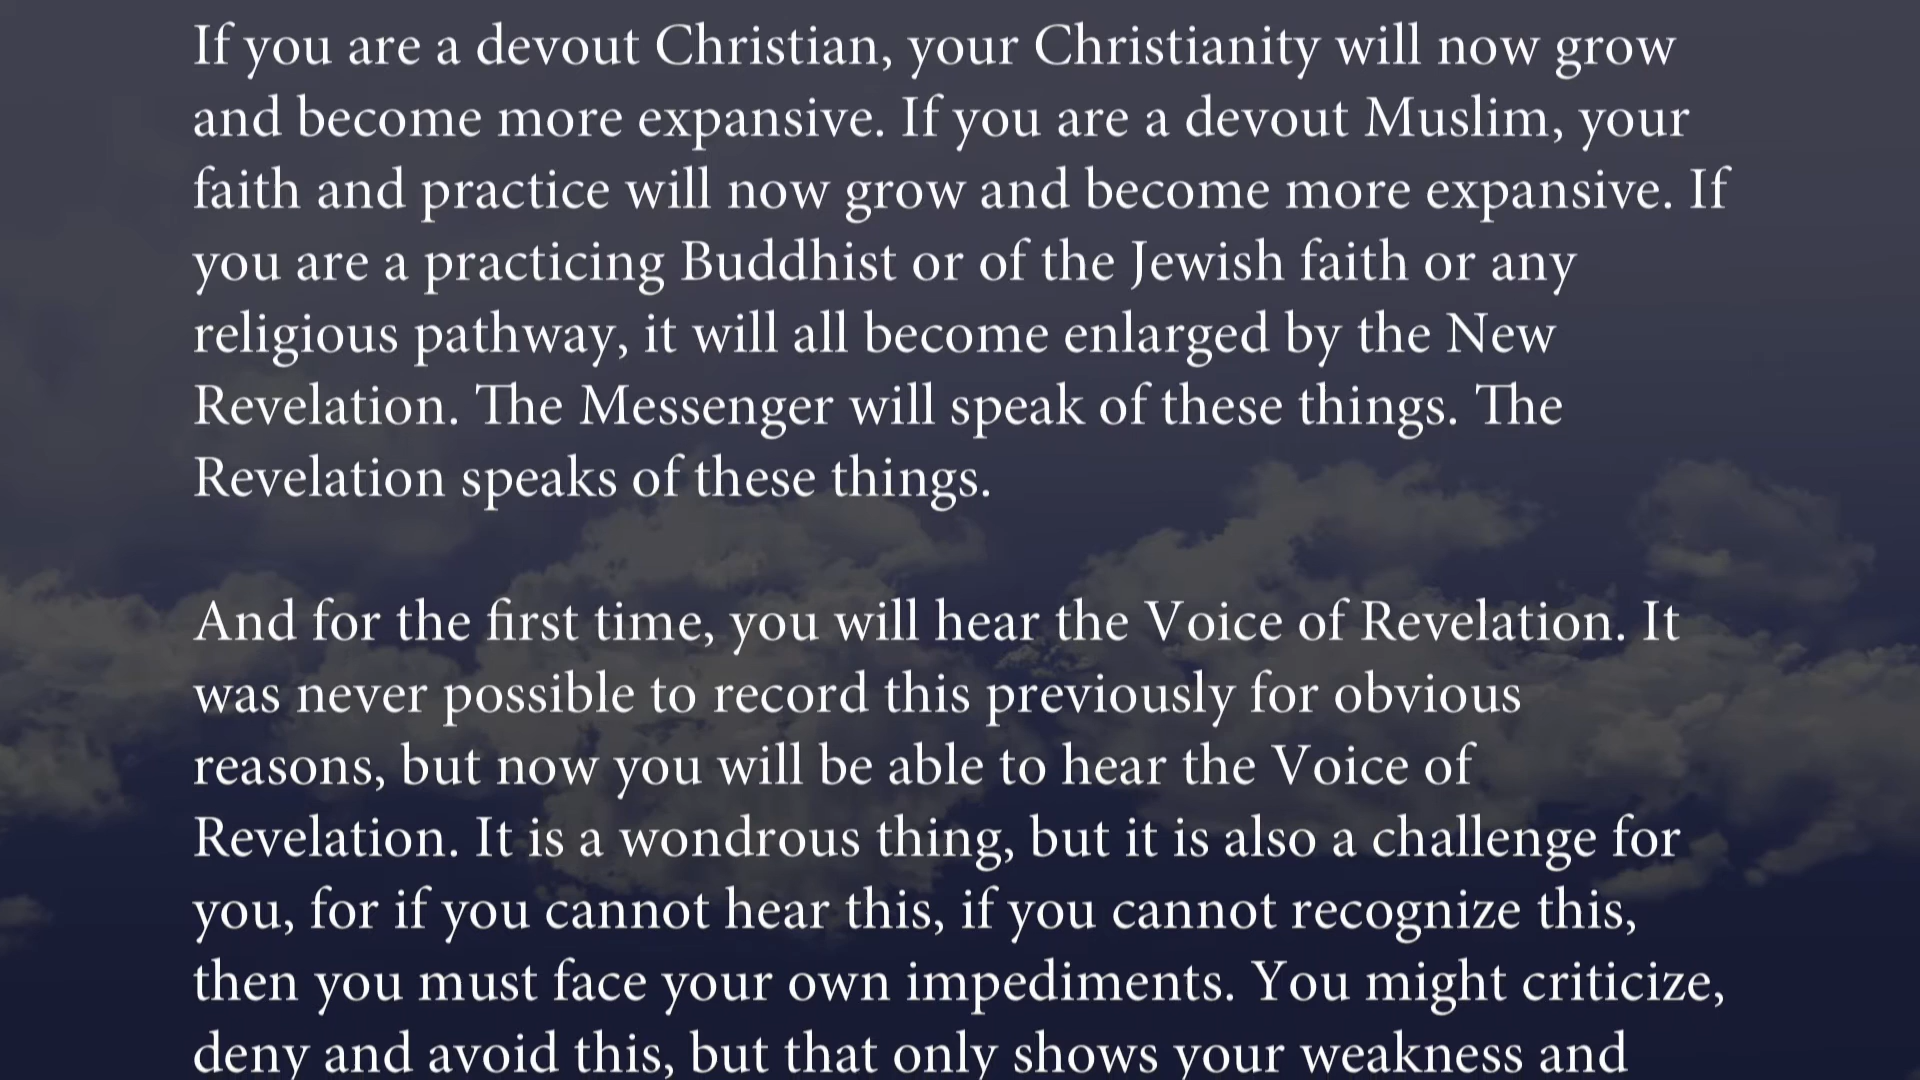 If you are a devout Christian, your Christianity will now grow
and become more expansive. If you are a devout Muslim, your
faith and practice will now grow and become more expansive. If
you are a practicing Buddhist or of the Jewish faith or any
religious pathway, it will all become enlarged by the New
Revelation. The Messenger will speak of these things. The
Revelation speaks of these things.
And for the first time, you will hear the Voice of Revelation. It
was never possible to record this previously for obvious
reasons, but now you will be able to hear the Voice of
Revelation. It is a wondrous thing, but it is also a challenge for
you, for if you cannot hear this, if you cannot recognize this,
then you must face your own impediments. You might criticize,
deny and avoid this, but that only shows your weakness and